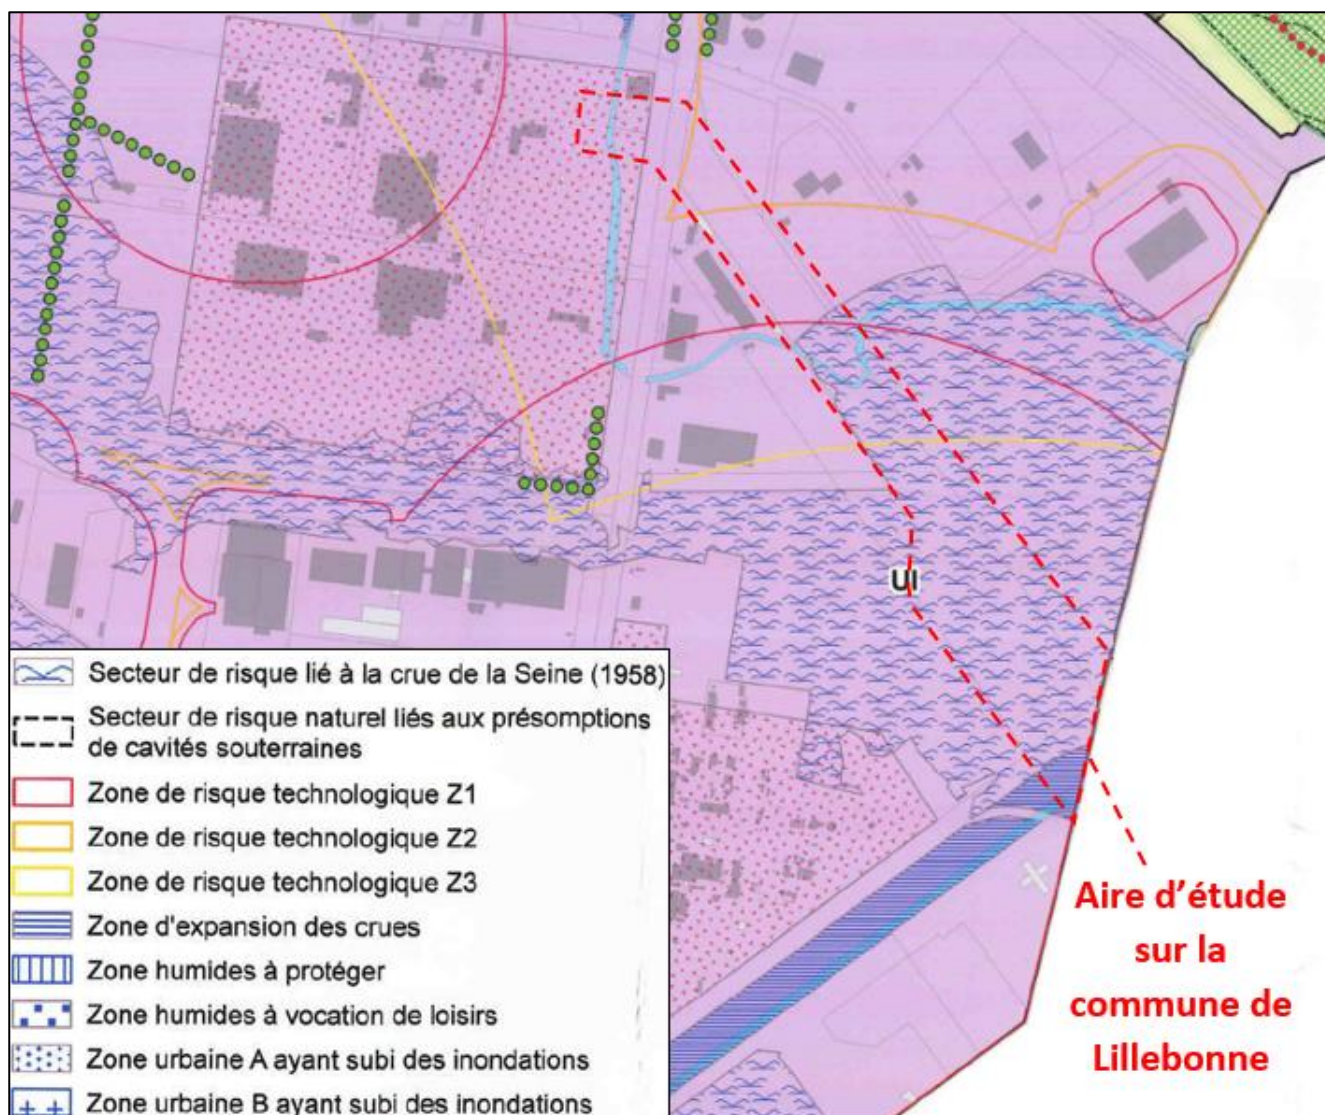 UI
Secteur de risque lié à la crue de la Seine (1958)
Secteur de risque naturel liés aux présomptions
de cavités souterraines
Zone de risque technologique Z1
Zone de risque technologique Z2
Zone de risque technologique Z3
Zone d'expansion des crues
Zone humides à protéger
Zone humides à vocation de loisirs
Zone urbaine A ayant subi des inondations
Zone urbaine B ayant subi des inondations
Aire d'étude
sur la
commune de
Lillebonne